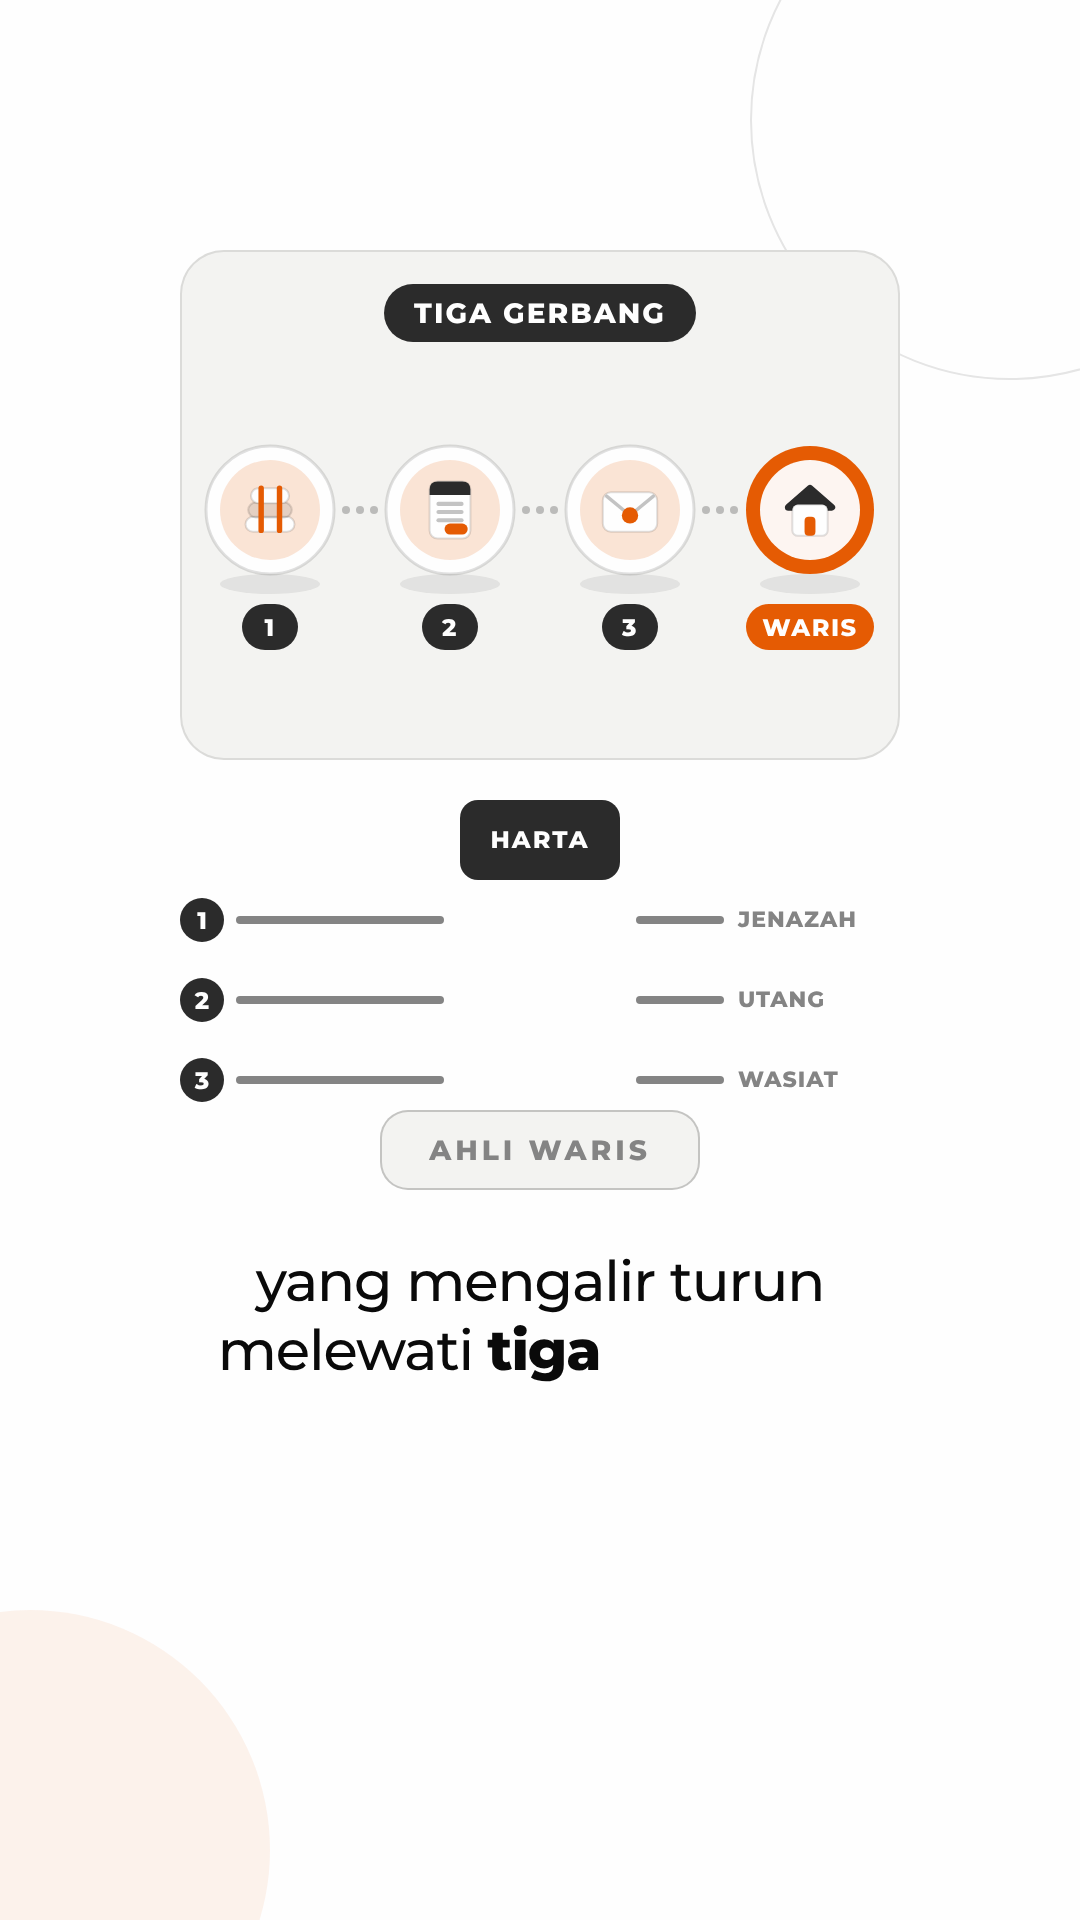 TIGA GERBANG
1
2
3
WARIS
HARTA
1
JENAZAH
2
UTANG
3
WASIAT
AHLI WARIS
yang mengalir turun
melewati tiga